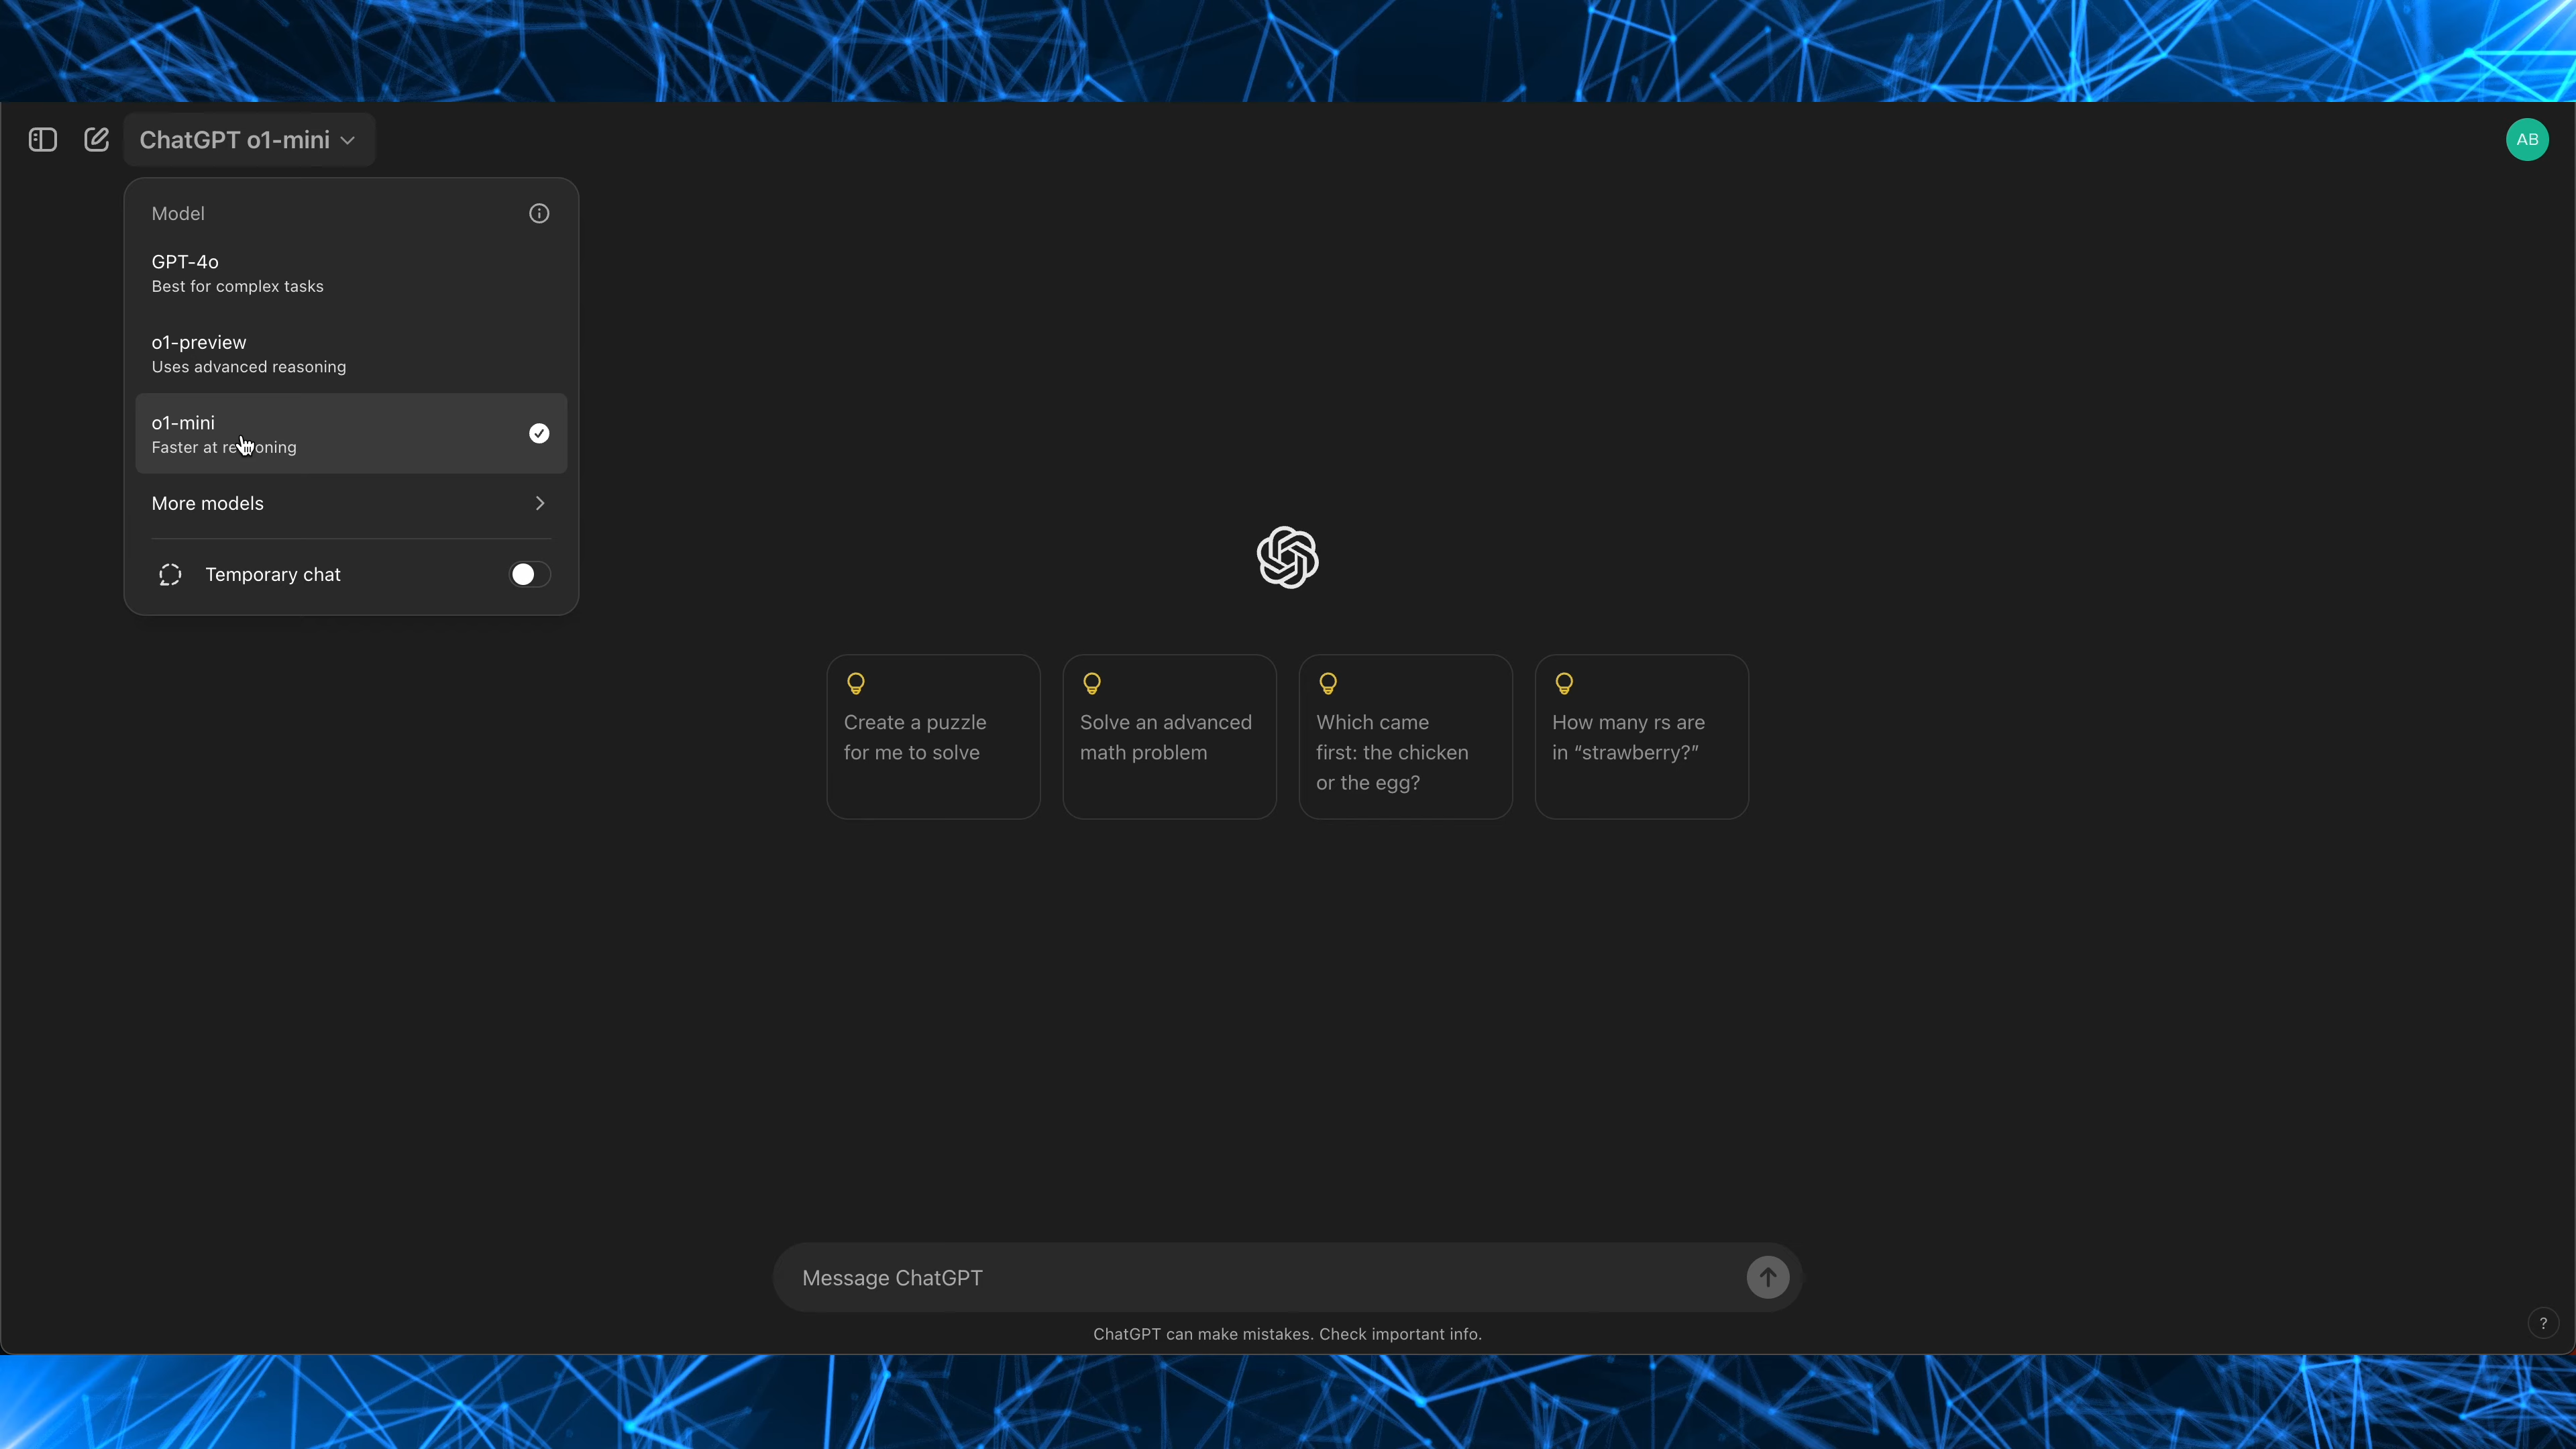 ChatGPT o1-mini
AB
Model
GPT-4o
Best for complex tasks
o1-preview
Uses advanced reasoning
o1-mini
Faster at re oning
More models
Temporary chat
Create a puzzle
for me to solve
Solve an advanced
math problem
Which came
first: the chicken
or the egg?
How many rs are
in “strawberry?”
Message ChatGPT
ChatGPT can make mistakes. Check important info.
?